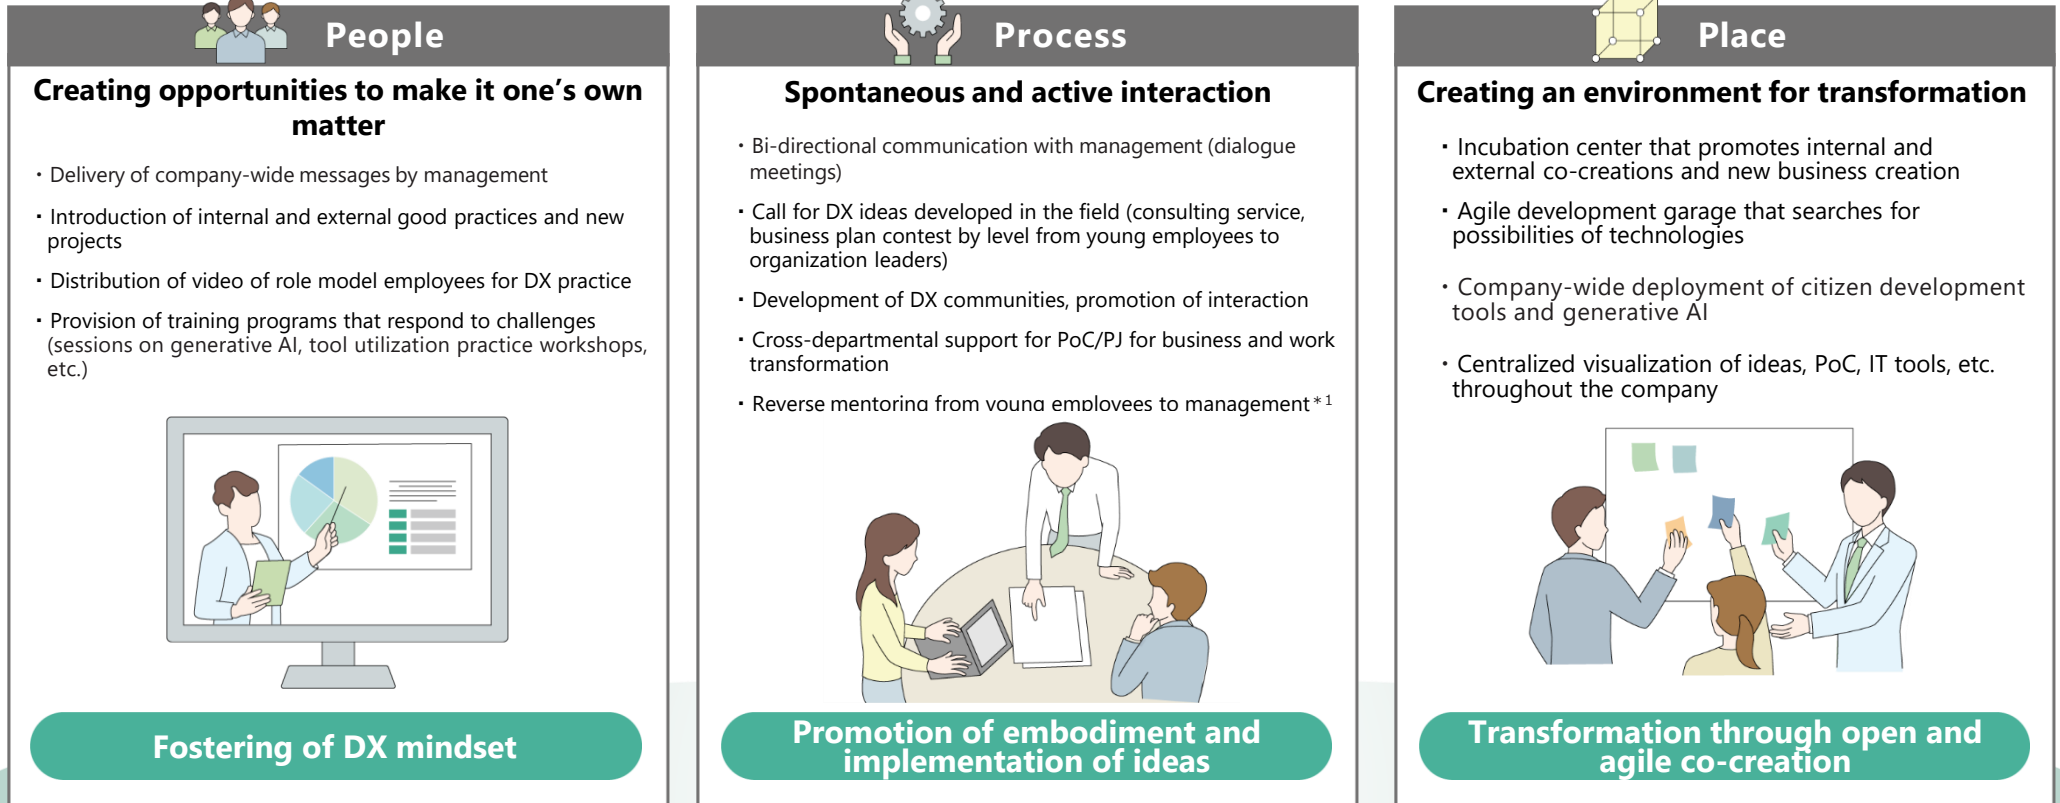 People
Creating opportunities to make it one’s own
matter
・Delivery of company-wide messages by management
・Introduction of internal and external good practices and new
projects
・Distribution of video of role model employees for DX practice
・Provision of training programs that respond to challenges
(sessions on generative AI, tool utilization practice workshops,
etc.)
Fostering of DX mindset
Process
Spontaneous and active interaction
・Bi-directional communication with management (dialogue
meetings)
・Call for DX ideas developed in the field (consulting service,
business plan contest by level from young employees to
organization leaders)
・Development of DX communities, promotion of interaction
・Cross-departmental support for PoC/PJ for business and work
transformation
・Reverse mentoring from young employees to management＊1
Promotion of embodiment and
implementation of ideas
Place
Creating an environment for transformation
・Incubation center that promotes internal and
external co-creations and new business creation
・Agile development garage that searches for
possibilities of technologies
・Company-wide deployment of citizen development
tools and generative AI
・Centralized visualization of ideas, PoC, IT tools, etc.
throughout the company
Transformation through open and
agile co-creation